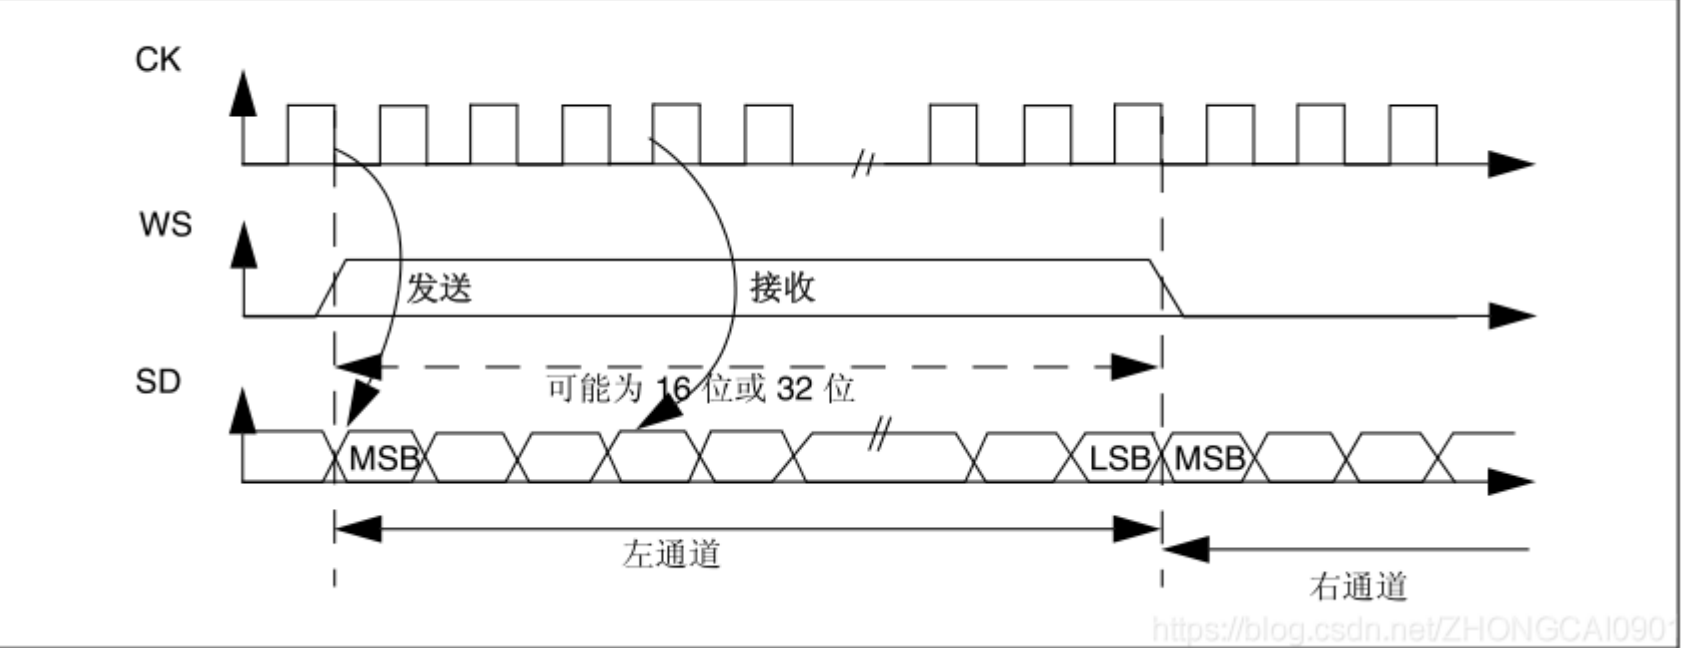 CK
WS
发送
接收
SD
可能为 16 位或 32 位
MSB
LSB
MSB
左通道
右通道
https://blog.csdn.net/ZHONGCAI0901